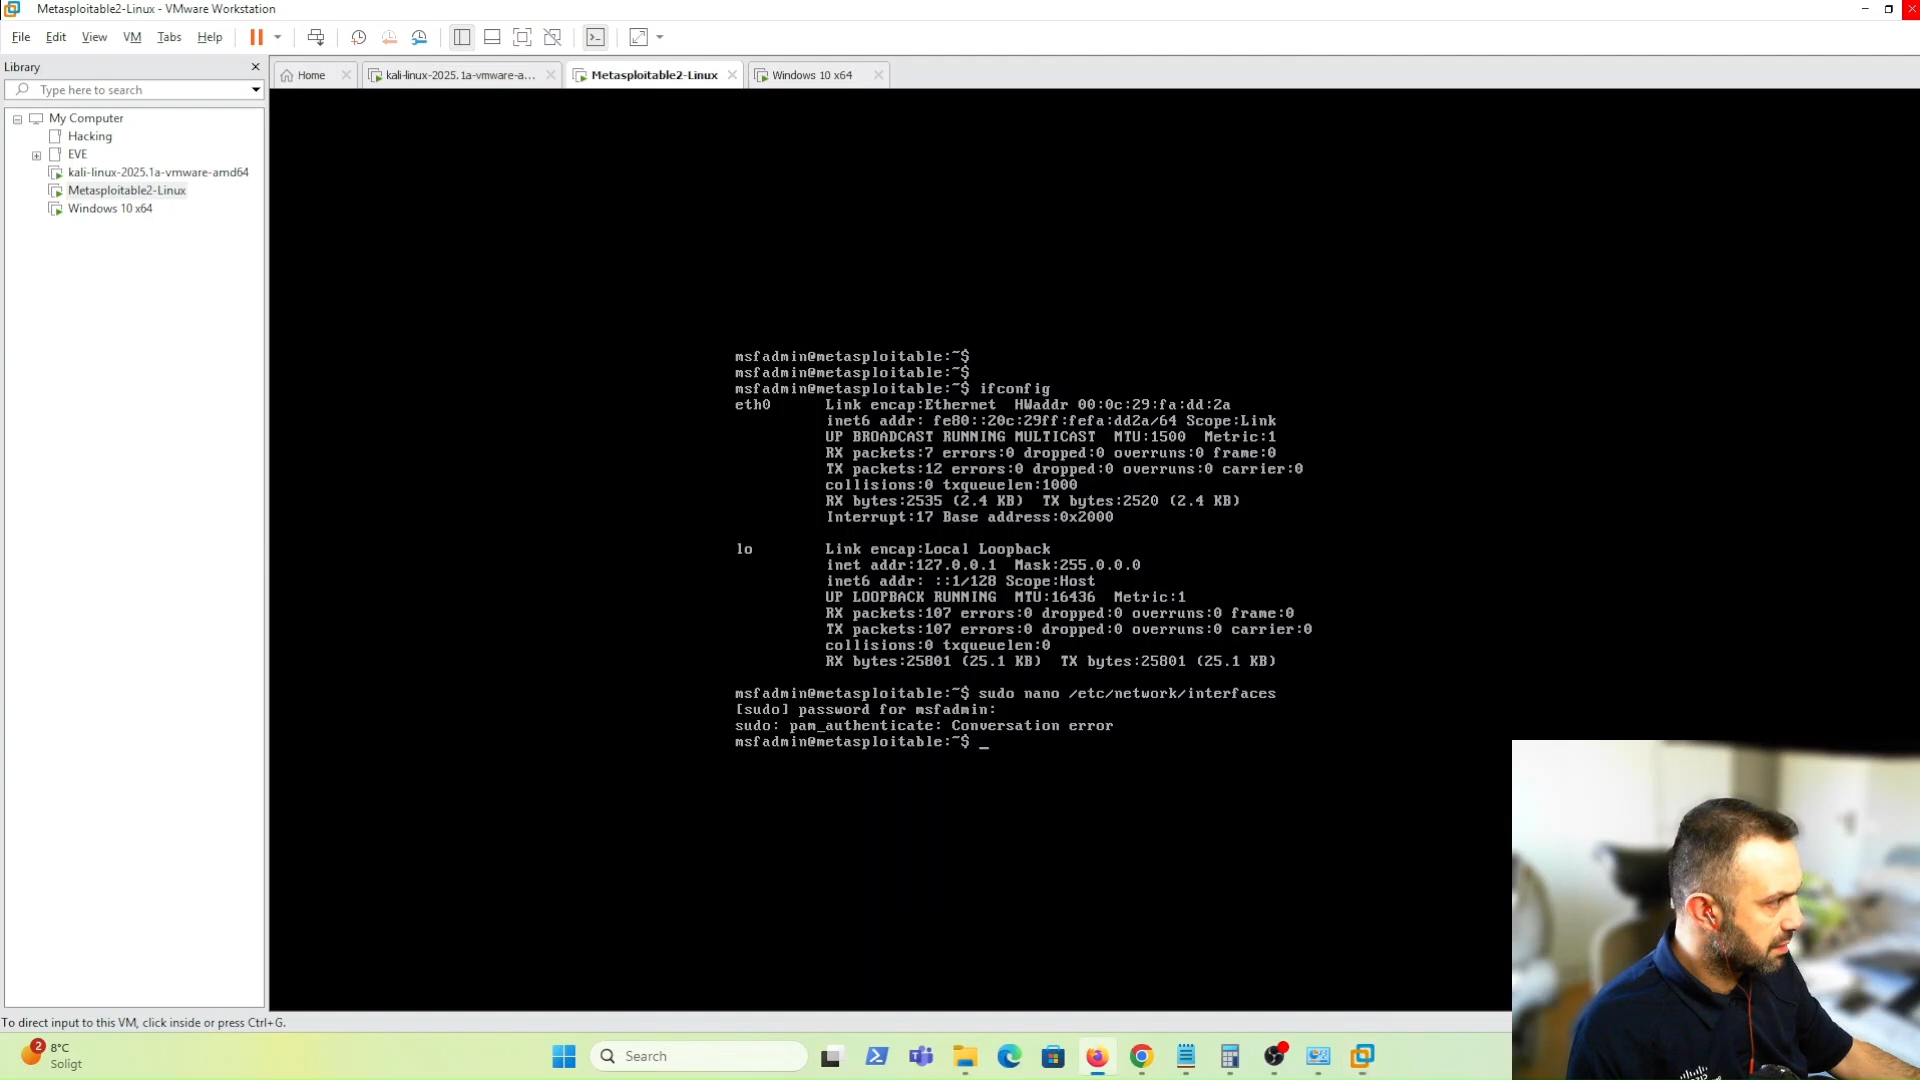 Metasploitable2-Linux - VMware Workstation
File Edit View VM Tabs Help
Library
Type here to search
Home
kali-linux-2025.1a-vmware-a...
Metasploitable2-Linux
Windows 10 x64
My Computer
Hacking
EVE
kali-linux-2025.1a-vmware-amd64
Metasploitable2-Linux
Windows 10 x64
msfadmin@metasploitable:~$
msfadmin@metasploitable:~$
msfadmin@metasploitable:~$ ifconfig
eth0 Link encap:Ethernet HWaddr 00:0c:29:fa:dd:2a
inet6 addr: fe80::20c:29ff:fefa:dd2a/64 Scope:Link
UP BROADCAST RUNNING MULTICAST MTU:1500 Metric:1
RX packets:7 errors:0 dropped:0 overruns:0 frame:0
TX packets:12 errors:0 dropped:0 overruns:0 carrier:0
collisions:0 txqueuelen:1000
RX bytes:2535 (2.4 KB) TX bytes:2520 (2.4 KB)
Interrupt:17 Base address:0x2000
lo Link encap:Local Loopback
inet addr:127.0.0.1 Mask:255.0.0.0
inet6 addr: ::1/128 Scope:Host
UP LOOPBACK RUNNING MTU:16436 Metric:1
RX packets:107 errors:0 dropped:0 overruns:0 frame:0
TX packets:107 errors:0 dropped:0 overruns:0 carrier:0
collisions:0 txqueuelen:0
RX bytes:25801 (25.1 KB) TX bytes:25801 (25.1 KB)
msfadmin@metasploitable:~$ sudo nano /etc/network/interfaces
[sudo] password for msfadmin:
sudo: pam_authenticate: Conversation error
msfadmin@metasploitable:~$ _
To direct input to this VM, click inside or press Ctrl+G.
2
8°C
Soligt
Search